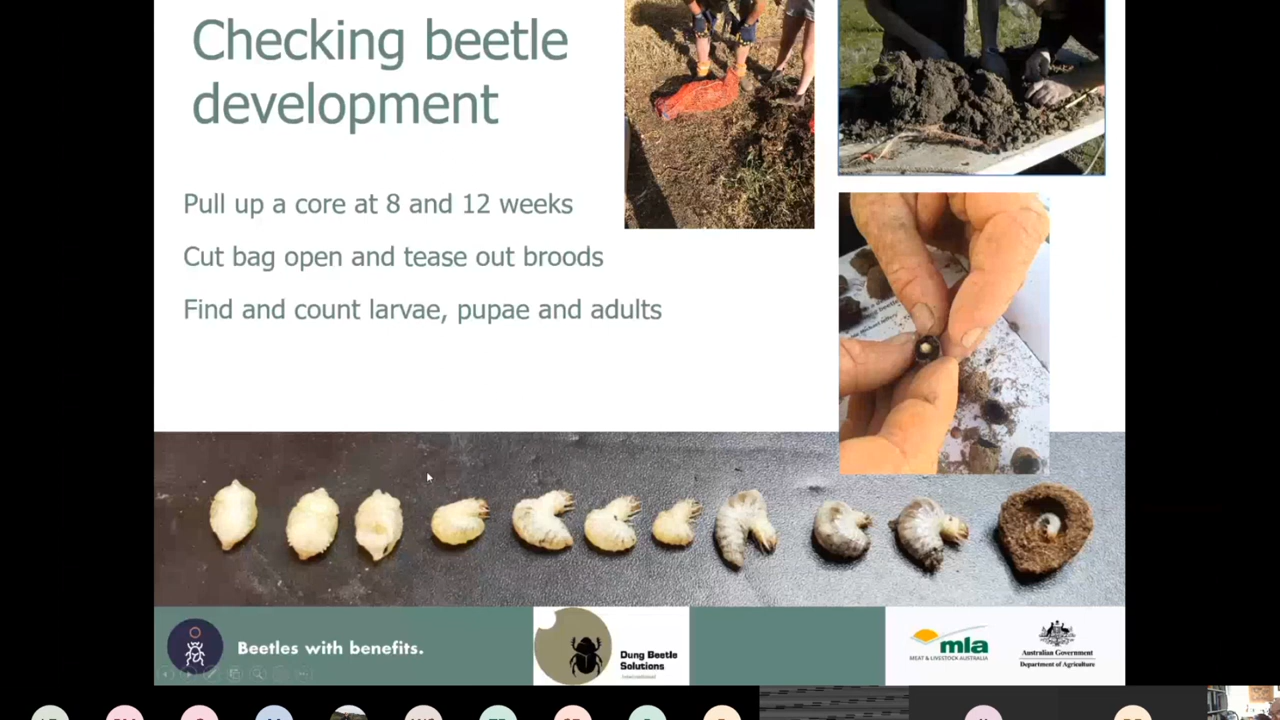 Checking beetle
development
Pull up a core at 8 and 12 weeks
Cut bag open and tease out broods
Find and count larvae, pupae and adults
Beetles with benefits.
Dung Beetle
Solutions
International
mla
MEAT & LIVESTOCK AUSTRALIA
Australian Government
Department of Agriculture